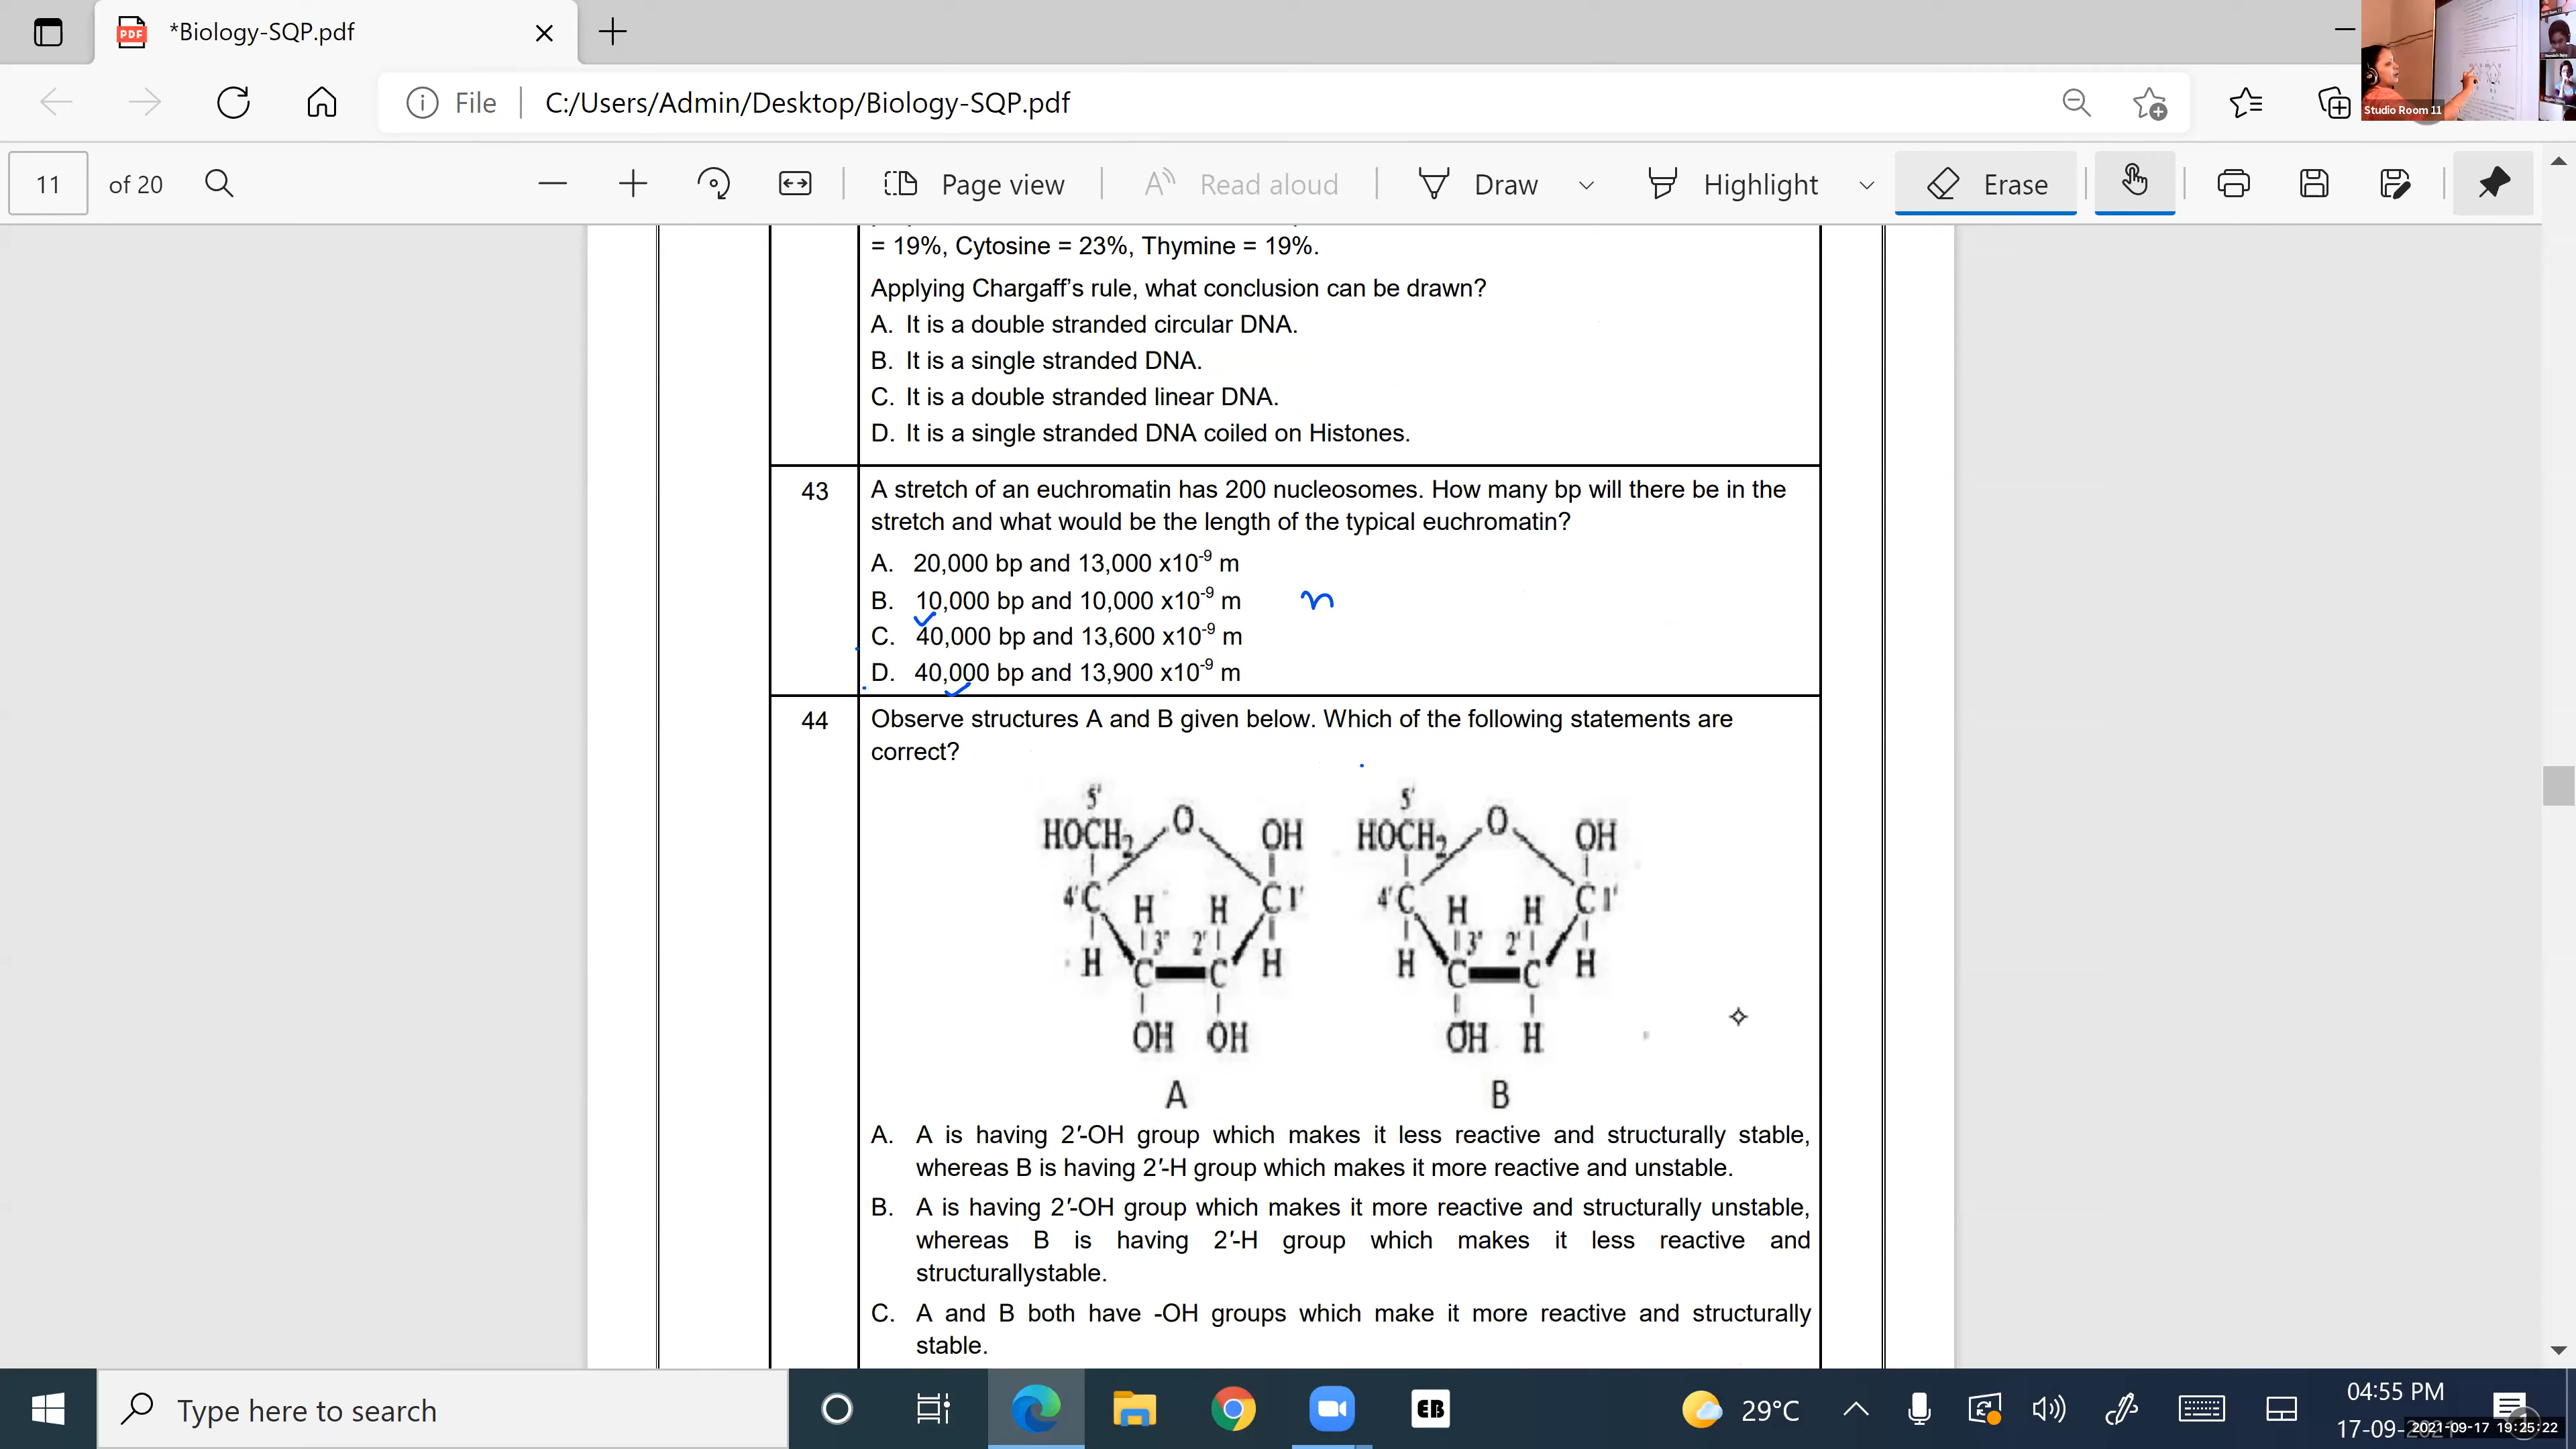 *Biology-SQP.pdf
File
C:/Users/Admin/Desktop/Biology-SQP.pdf
Studio Room 11
11 of 20
Page view
Read aloud
Draw
Highlight
Erase
= 19%, Cytosine = 23%, Thymine = 19%.
Applying Chargaff's rule, what conclusion can be drawn?
A. It is a double stranded circular DNA.
B. It is a single stranded DNA.
C. It is a double stranded linear DNA.
D. It is a single stranded DNA coiled on Histones.
43 A stretch of an euchromatin has 200 nucleosomes. How many bp will there be in the
stretch and what would be the length of the typical euchromatin?
A. 20,000 bp and 13,000 x10⁻⁹ m
B. 10,000 bp and 10,000 x10⁻⁹ m
C. 40,000 bp and 13,600 x10⁻⁹ m
D. 40,000 bp and 13,900 x10⁻⁹ m
44 Observe structures A and B given below. Which of the following statements are
correct?
5' 5'
HOCH₂ O OH HOCH₂ O OH
4'C H H C1' 4'C H H C1'
3' 2' 3' 2'
H C C H H C C H
OH OH OH H
A B
A. A is having 2′-OH group which makes it less reactive and structurally stable,
whereas B is having 2′-H group which makes it more reactive and unstable.
B. A is having 2′-OH group which makes it more reactive and structurally unstable,
whereas B is having 2′-H group which makes it less reactive and
structurallystable.
C. A and B both have -OH groups which make it more reactive and structurally
stable.
Type here to search
29°C
04:55 PM
17-09-
2021-09-17 19:25:22